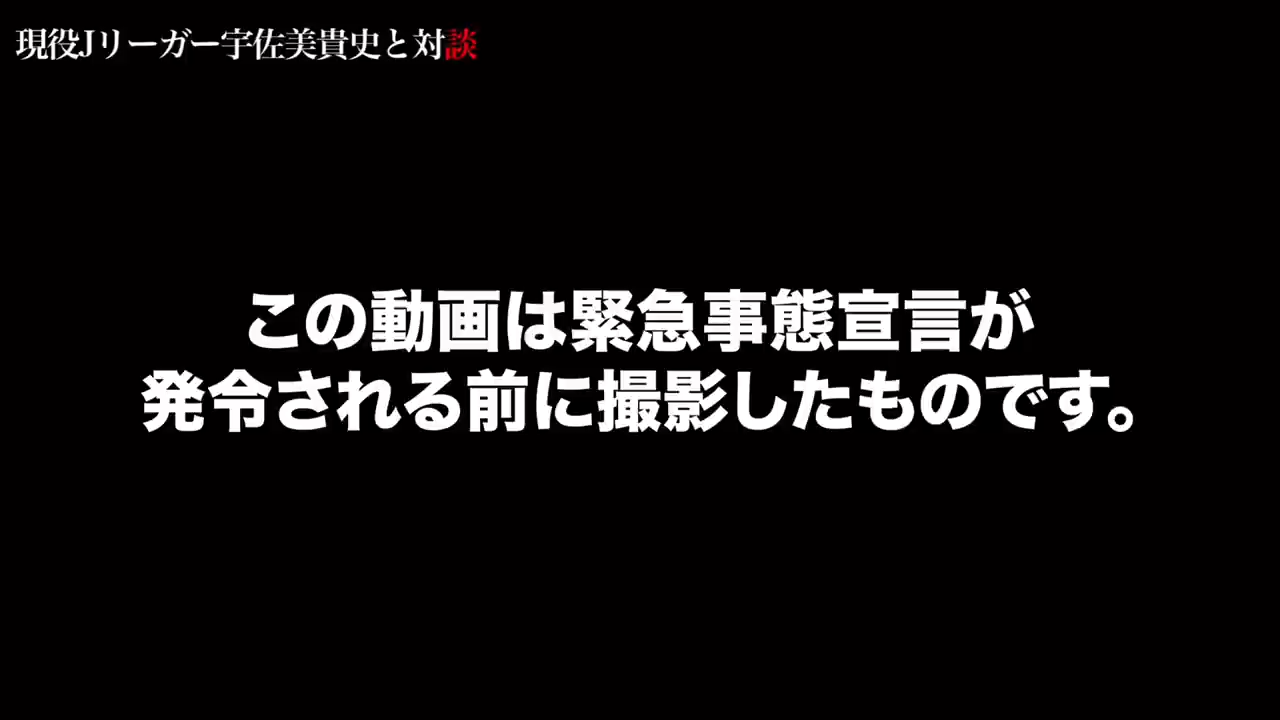 現役Jリーガー宇佐美貴史と対談
この動画は緊急事態宣言が
発令される前に撮影したものです。